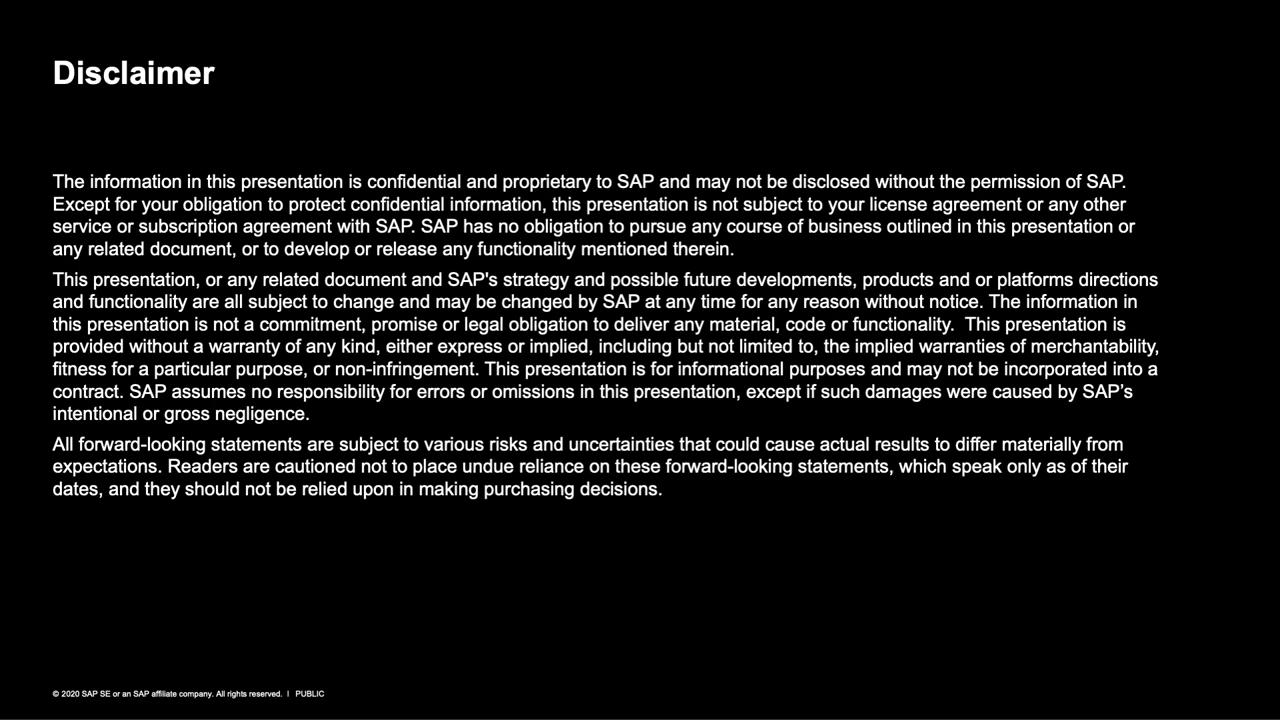 Disclaimer
The information in this presentation is confidential and proprietary to SAP and may not be disclosed without the permission of SAP.
Except for your obligation to protect confidential information, this presentation is not subject to your license agreement or any other
service or subscription agreement with SAP. SAP has no obligation to pursue any course of business outlined in this presentation or
any related document, or to develop or release any functionality mentioned therein.
This presentation, or any related document and SAP's strategy and possible future developments, products and or platforms directions
and functionality are all subject to change and may be changed by SAP at any time for any reason without notice. The information in
this presentation is not a commitment, promise or legal obligation to deliver any material, code or functionality.  This presentation is
provided without a warranty of any kind, either express or implied, including but not limited to, the implied warranties of merchantability,
fitness for a particular purpose, or non-infringement. This presentation is for informational purposes and may not be incorporated into a
contract. SAP assumes no responsibility for errors or omissions in this presentation, except if such damages were caused by SAP’s
intentional or gross negligence.
All forward-looking statements are subject to various risks and uncertainties that could cause actual results to differ materially from
expectations. Readers are cautioned not to place undue reliance on these forward-looking statements, which speak only as of their
dates, and they should not be relied upon in making purchasing decisions.
© 2020 SAP SE or an SAP affiliate company. All rights reserved. | PUBLIC